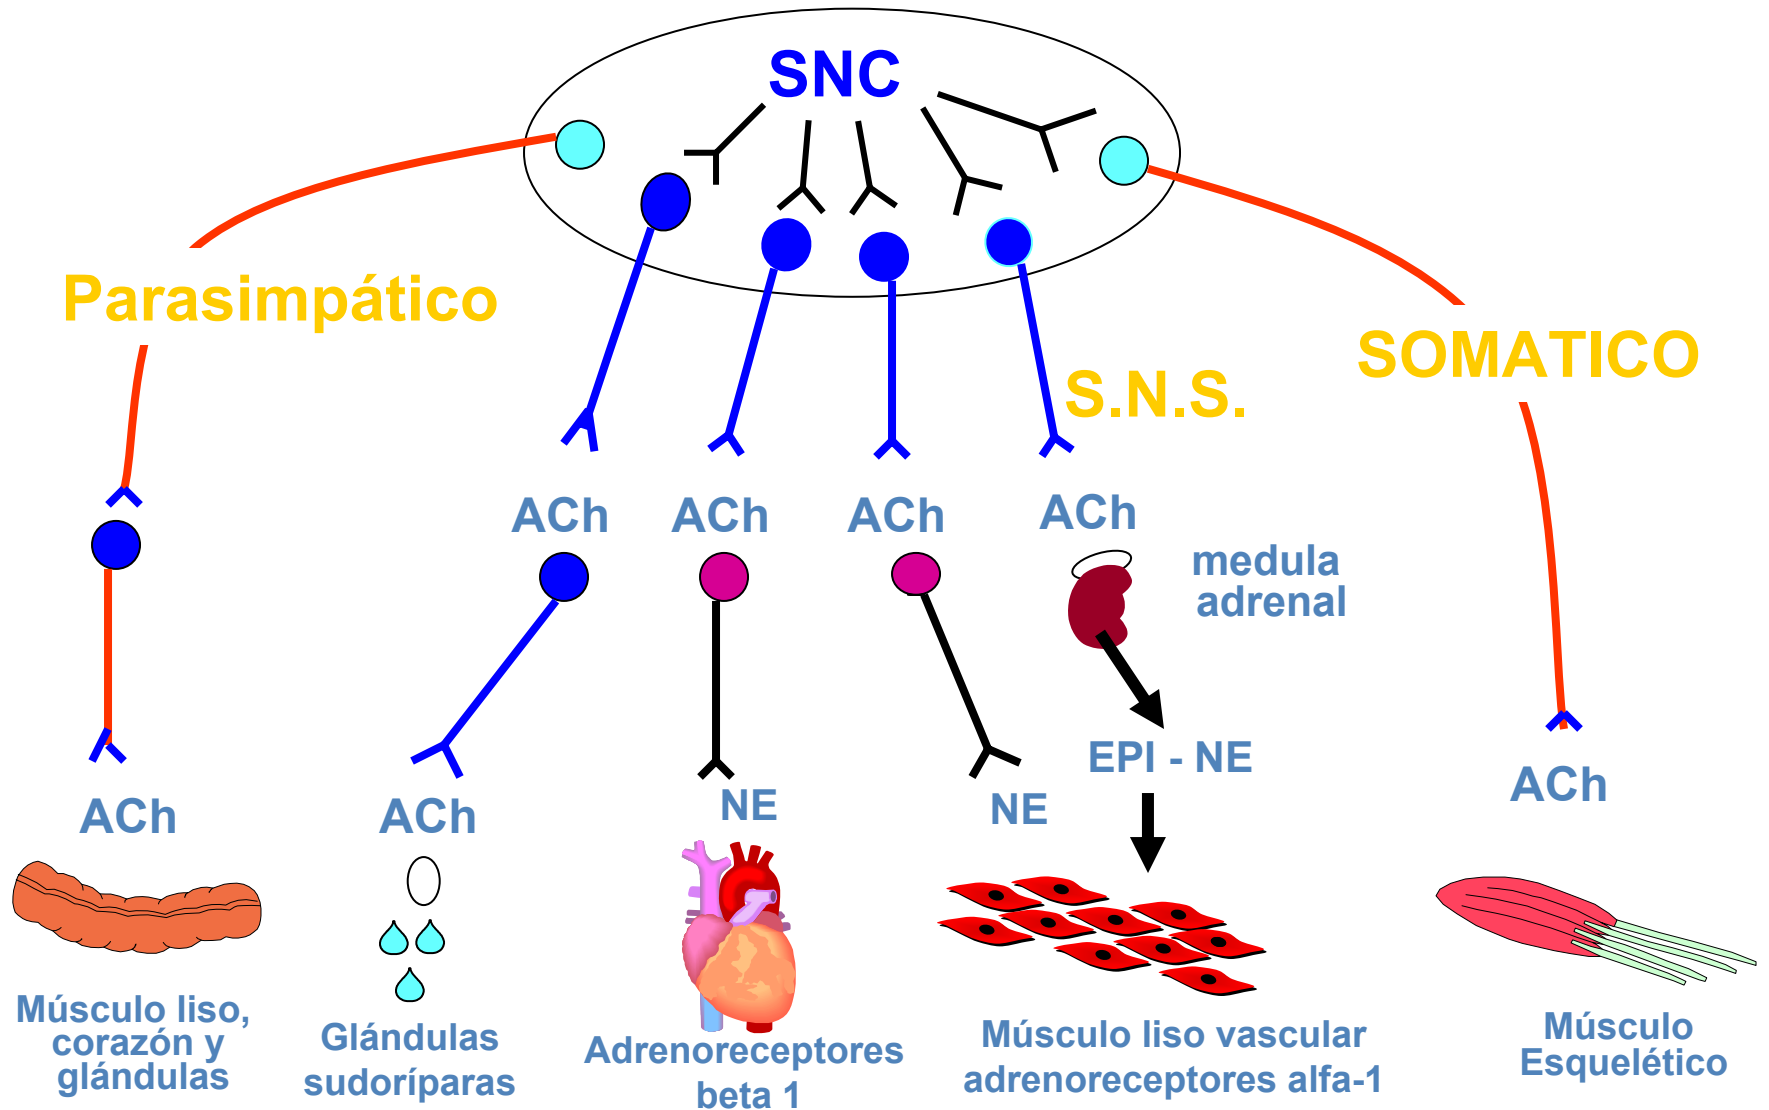 SNC
Parasimpático
SOMATICO
S.N.S.
ACh
ACh
ACh
ACh
medula
adrenal
EPI - NE
ACh
ACh
ACh
NE
NE
Músculo liso,
corazón y
glándulas
Glándulas
sudoríparas
Adrenoreceptores
beta 1
Músculo liso vascular
adrenoreceptores alfa-1
Músculo
Esquelético